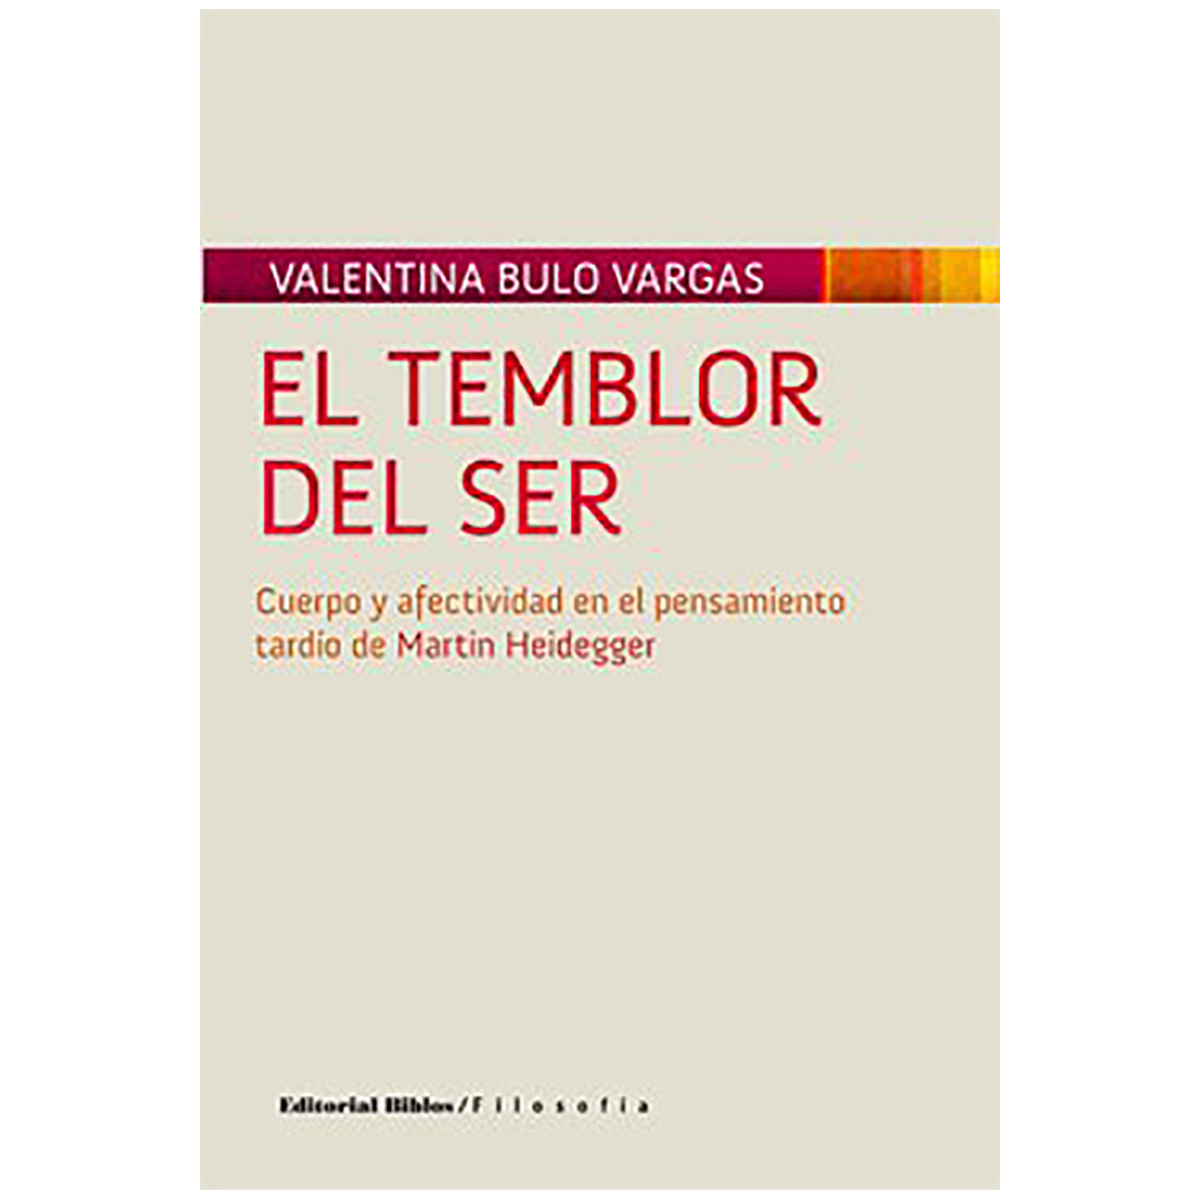 VALENTINA BULO VARGAS
EL TEMBLOR
DEL SER
Cuerpo y afectividad en el pensamiento
tardío de Martin Heidegger
Editorial Biblos/Filosofía